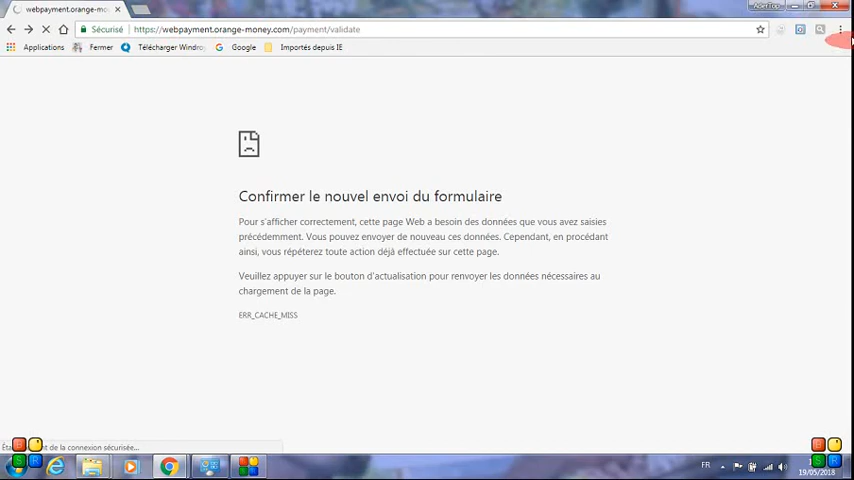 webpayment.orange-mo
AdenTop
Sécurisé https://webpayment.orange-money.com/payment/validate
Applications Fermer Télécharger Windro Google Importés depuis IE
Confirmer le nouvel envoi du formulaire
Pour s'afficher correctement, cette page Web a besoin des données que vous avez saisies
précédemment. Vous pouvez envoyer de nouveau ces données. Cependant, en procédant
ainsi, vous répéterez toute action déjà effectuée sur cette page.
Veuillez appuyer sur le bouton d'actualisation pour renvoyer les données nécessaires au
chargement de la page.
ERR_CACHE_MISS
ent de la connexion sécurisée...
B
S R
B
S R
FR
19/05/2018